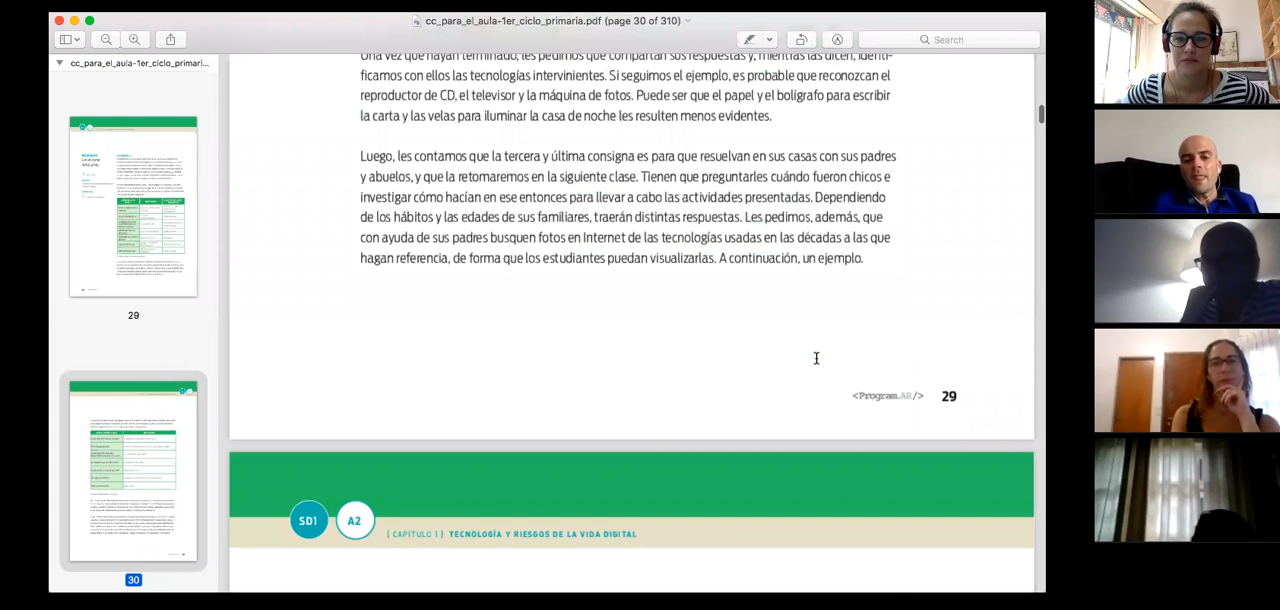 cc_para_el_aula-1er_ciclo_primaria.pdf (page 30 of 310)
Search
cc_para_el_aula-1er_ciclo_primari...
29
30
Una vez que hayan terminado, les pedimos que compartan sus respuestas y, mientras las dicen, identi-
ficamos con ellos las tecnologías intervinientes. Si seguimos el ejemplo, es probable que reconozcan el
reproductor de CD, el televisor y la máquina de fotos. Puede ser que el papel y el bolígrafo para escribir
la carta y las velas para iluminar la casa de noche les resulten menos evidentes.
Luego, les contamos que la tercera y última consigna es para que resuelvan en sus casas con sus padres
y abuelos, y que la retomaremos en la siguiente clase. Tienen que preguntarles cuándo fueron chicos e
investigar cómo hacían en ese entonces para llevar a cabo las actividades presentadas. Dependiendo
de los hábitos y las edades de sus familiares, traerán distintas respuestas. Les pedimos, además, que
con ayuda de sus padres busquen fotos en internet de las tecnologías usadas en las décadas a las que
hagan referencia, de forma que los estudiantes puedan visualizarlas. A continuación, un ejemplo.
<Program.AR/> 29
SD1 A2
[ CAPÍTULO 1 ] TECNOLOGÍA Y RIESGOS DE LA VIDA DIGITAL